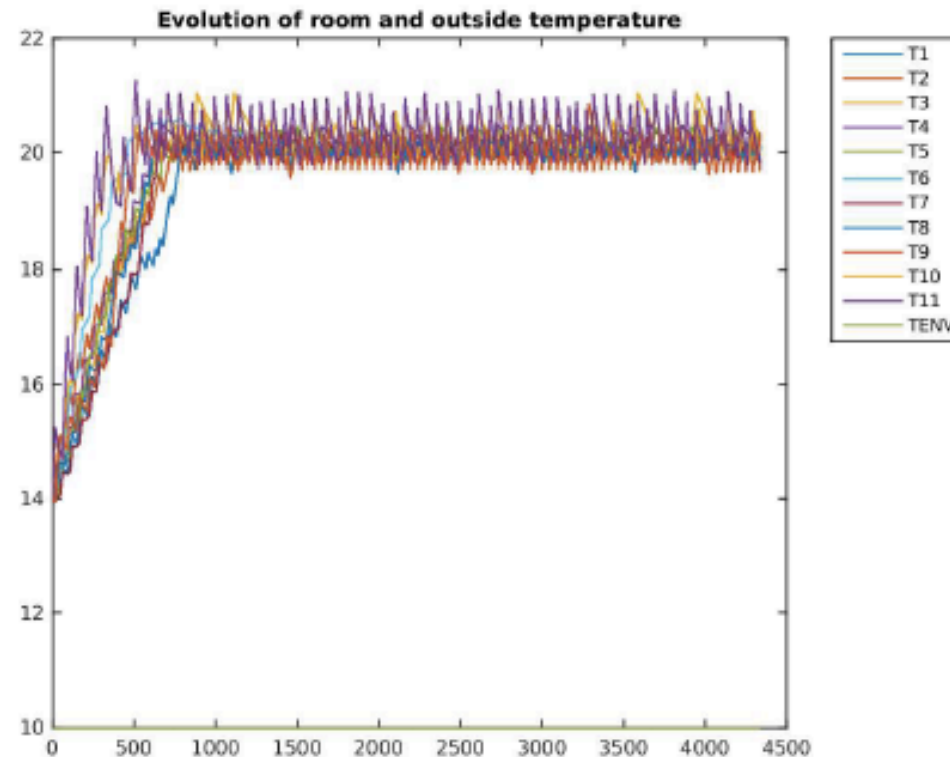 Evolution of room and outside temperature
22
20
18
16
14
12
10
0 500 1000 1500 2000 2500 3000 3500 4000 4500
T1
T2
T3
T4
T5
T6
T7
T8
T9
T10
T11
TENV